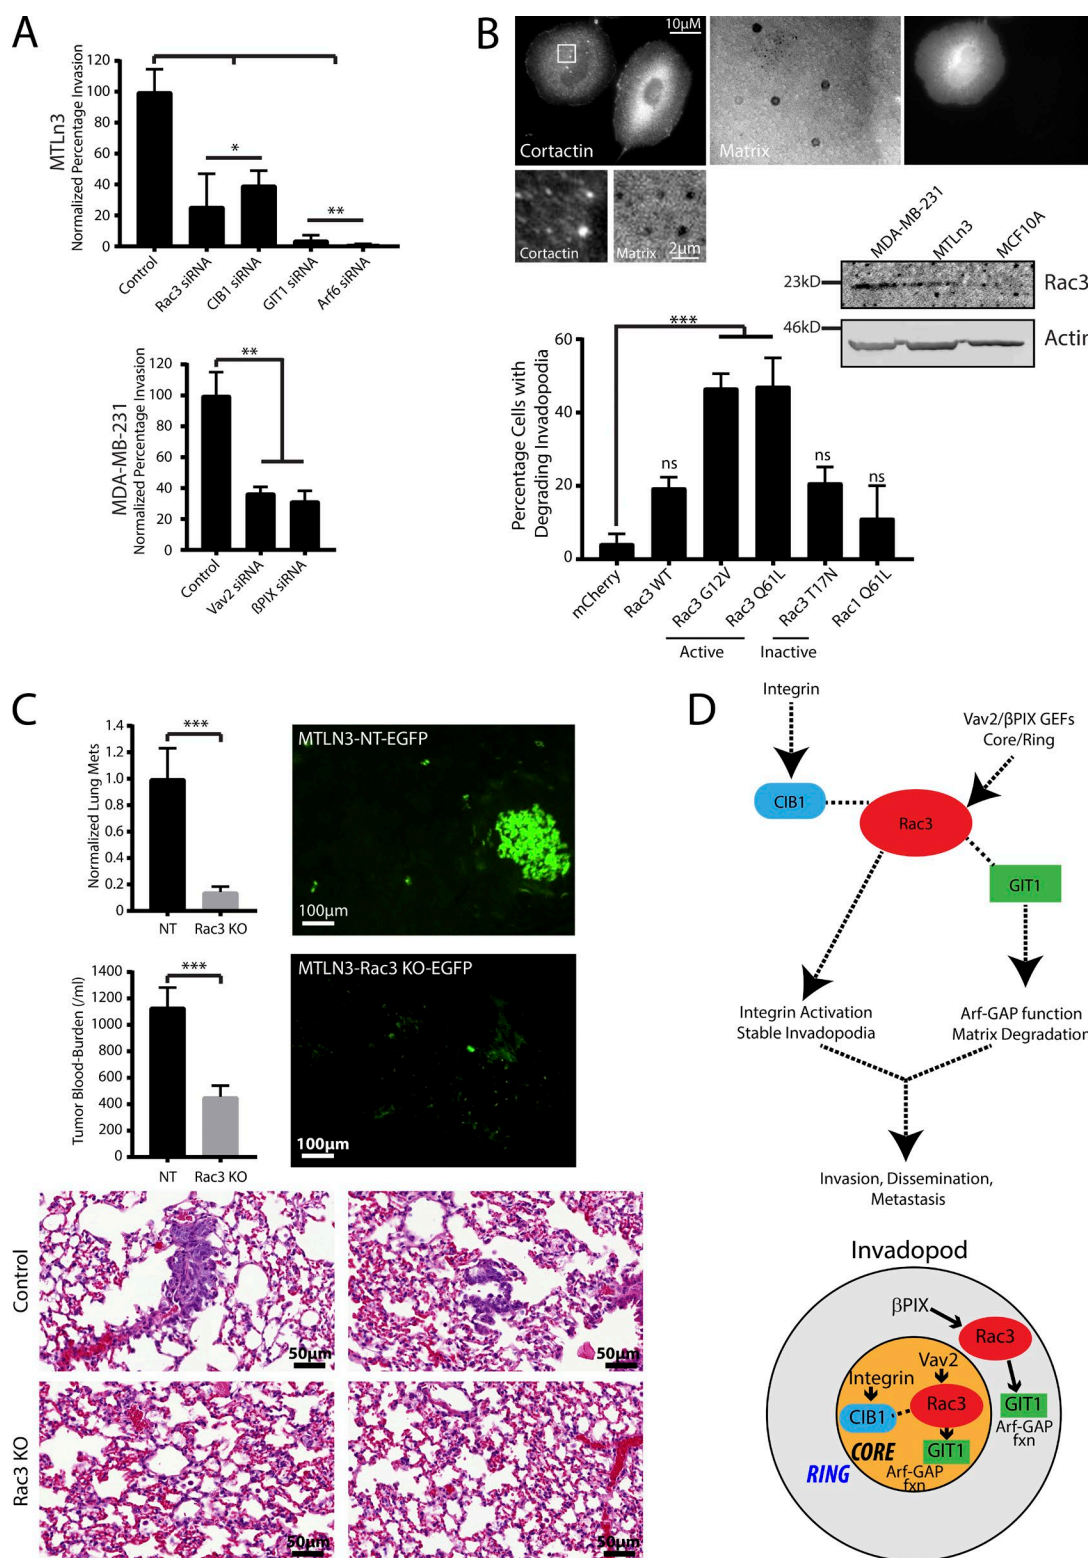 A
MTLn3
Normalized Percentage Invasion
120
100
80
60
40
20
0
*
**
Control
Rac3 siRNA
CIB1 siRNA
GIT1 siRNA
Arf6 siRNA
MDA-MB-231
Normalized Percentage Invasion
120
100
80
60
40
20
0
**
Control
Vav2 siRNA
βPIX siRNA
B
10μM
Cortactin
Matrix
Cortactin
Matrix
2μm
MDA-MB-231
MTLn3
MCF10A
23kD
Rac3
46kD
Actin
Percentage Cells with
Degrading Invadopodia
60
40
20
0
***
ns
ns
ns
mCherry
Rac3 WT
Rac3 G12V
Rac3 Q61L
Rac3 T17N
Rac1 Q61L
Active
Inactive
C
Normalized Lung Mets
1.4
1.2
1.0
0.8
0.6
0.4
0.2
0
***
NT
Rac3 KO
MTLN3-NT-EGFP
100μm
Tumor Blood-Burden (/ml)
1400
1200
1000
800
600
400
200
0
***
NT
Rac3 KO
MTLN3-Rac3 KO-EGFP
100μm
Control
50μm
50μm
Rac3 KO
50μm
50μm
D
Integrin
Vav2/βPIX GEFs
Core/Ring
CIB1
Rac3
GIT1
Integrin Activation
Stable Invadopodia
Arf-GAP function
Matrix Degradation
Invasion, Dissemination,
Metastasis
Invadopod
βPIX
Rac3
Vav2
Integrin
CIB1
Rac3
GIT1
Arf-GAP
fxn
CORE
GIT1
RING
Arf-GAP
fxn